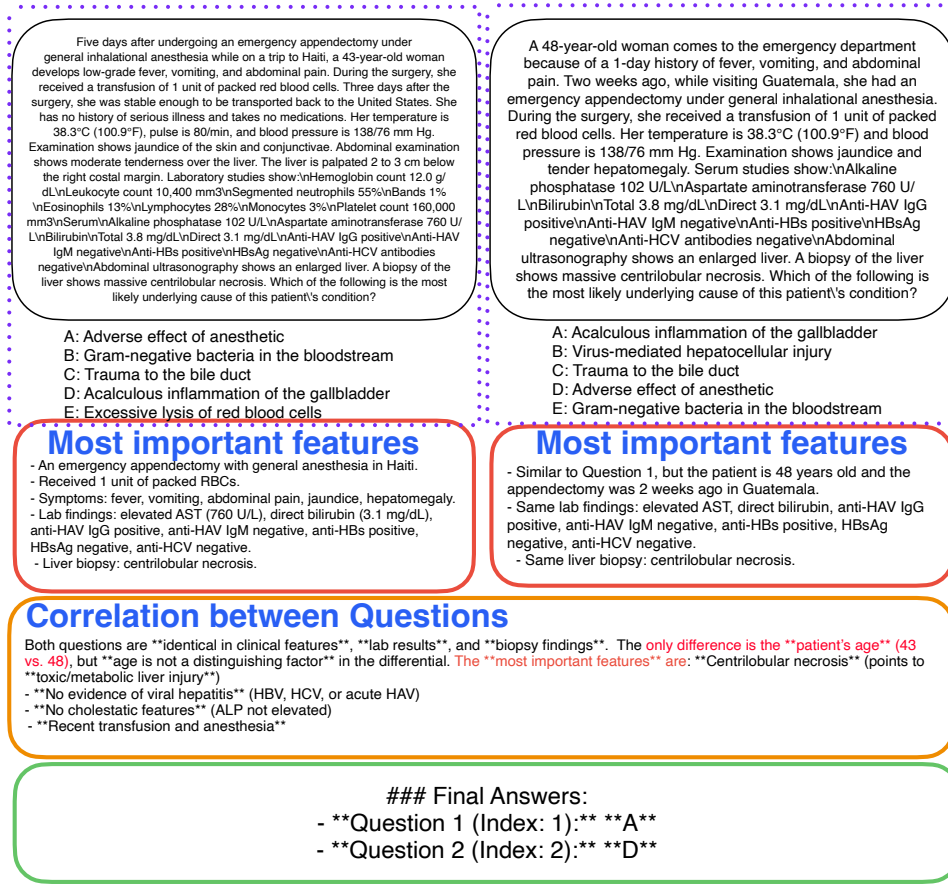 Five days after undergoing an emergency appendectomy under
general inhalational anesthesia while on a trip to Haiti, a 43-year-old woman
develops low-grade fever, vomiting, and abdominal pain. During the surgery, she
received a transfusion of 1 unit of packed red blood cells. Three days after the
surgery, she was stable enough to be transported back to the United States. She
has no history of serious illness and takes no medications. Her temperature is
38.3°C (100.9°F), pulse is 80/min, and blood pressure is 138/76 mm Hg.
Examination shows jaundice of the skin and conjunctivae. Abdominal examination
shows moderate tenderness over the liver. The liver is palpated 2 to 3 cm below
the right costal margin. Laboratory studies show:\nHemoglobin count 12.0 g/
dL\nLeukocyte count 10,400 mm3\nSegmented neutrophils 55%\nBands 1%
\nEosinophils 13%\nLymphocytes 28%\nMonocytes 3%\nPlatelet count 160,000
mm3\nSerum\nAlkaline phosphatase 102 U/L\nAspartate aminotransferase 760 U/
L\nBilirubin\nTotal 3.8 mg/dL\nDirect 3.1 mg/dL\nAnti-HAV IgG positive\nAnti-HAV
IgM negative\nAnti-HBs positive\nHBsAg negative\nAnti-HCV antibodies
negative\nAbdominal ultrasonography shows an enlarged liver. A biopsy of the
liver shows massive centrilobular necrosis. Which of the following is the most
likely underlying cause of this patient\'s condition?
A: Adverse effect of anesthetic
B: Gram-negative bacteria in the bloodstream
C: Trauma to the bile duct
D: Acalculous inflammation of the gallbladder
E: Excessive lysis of red blood cells
A 48-year-old woman comes to the emergency department
because of a 1-day history of fever, vomiting, and abdominal
pain. Two weeks ago, while visiting Guatemala, she had an
emergency appendectomy under general inhalational anesthesia.
During the surgery, she received a transfusion of 1 unit of packed
red blood cells. Her temperature is 38.3°C (100.9°F) and blood
pressure is 138/76 mm Hg. Examination shows jaundice and
tender hepatomegaly. Serum studies show:\nAlkaline
phosphatase 102 U/L\nAspartate aminotransferase 760 U/
L\nBilirubin\nTotal 3.8 mg/dL\nDirect 3.1 mg/dL\nAnti-HAV IgG
positive\nAnti-HAV IgM negative\nAnti-HBs positive\nHBsAg
negative\nAnti-HCV antibodies negative\nAbdominal
ultrasonography shows an enlarged liver. A biopsy of the liver
shows massive centrilobular necrosis. Which of the following is
the most likely underlying cause of this patient\'s condition?
A: Acalculous inflammation of the gallbladder
B: Virus-mediated hepatocellular injury
C: Trauma to the bile duct
D: Adverse effect of anesthetic
E: Gram-negative bacteria in the bloodstream
Most important features
- An emergency appendectomy with general anesthesia in Haiti.
- Received 1 unit of packed RBCs.
- Symptoms: fever, vomiting, abdominal pain, jaundice, hepatomegaly.
- Lab findings: elevated AST (760 U/L), direct bilirubin (3.1 mg/dL),
anti-HAV IgG positive, anti-HAV IgM negative, anti-HBs positive,
HBsAg negative, anti-HCV negative.
- Liver biopsy: centrilobular necrosis.
Most important features
- Similar to Question 1, but the patient is 48 years old and the
appendectomy was 2 weeks ago in Guatemala.
- Same lab findings: elevated AST, direct bilirubin, anti-HAV IgG
positive, anti-HAV IgM negative, anti-HBs positive, HBsAg
negative, anti-HCV negative.
- Same liver biopsy: centrilobular necrosis.
Correlation between Questions
Both questions are **identical in clinical features**, **lab results**, and **biopsy findings**. The only difference is the **patient's age** (43
vs. 48), but **age is not a distinguishing factor** in the differential. The **most important features** are: **Centrilobular necrosis** (points to
**toxic/metabolic liver injury**)
- **No evidence of viral hepatitis** (HBV, HCV, or acute HAV)
- **No cholestatic features** (ALP not elevated)
- **Recent transfusion and anesthesia**
### Final Answers:
- **Question 1 (Index: 1):** **A**
- **Question 2 (Index: 2):** **D**